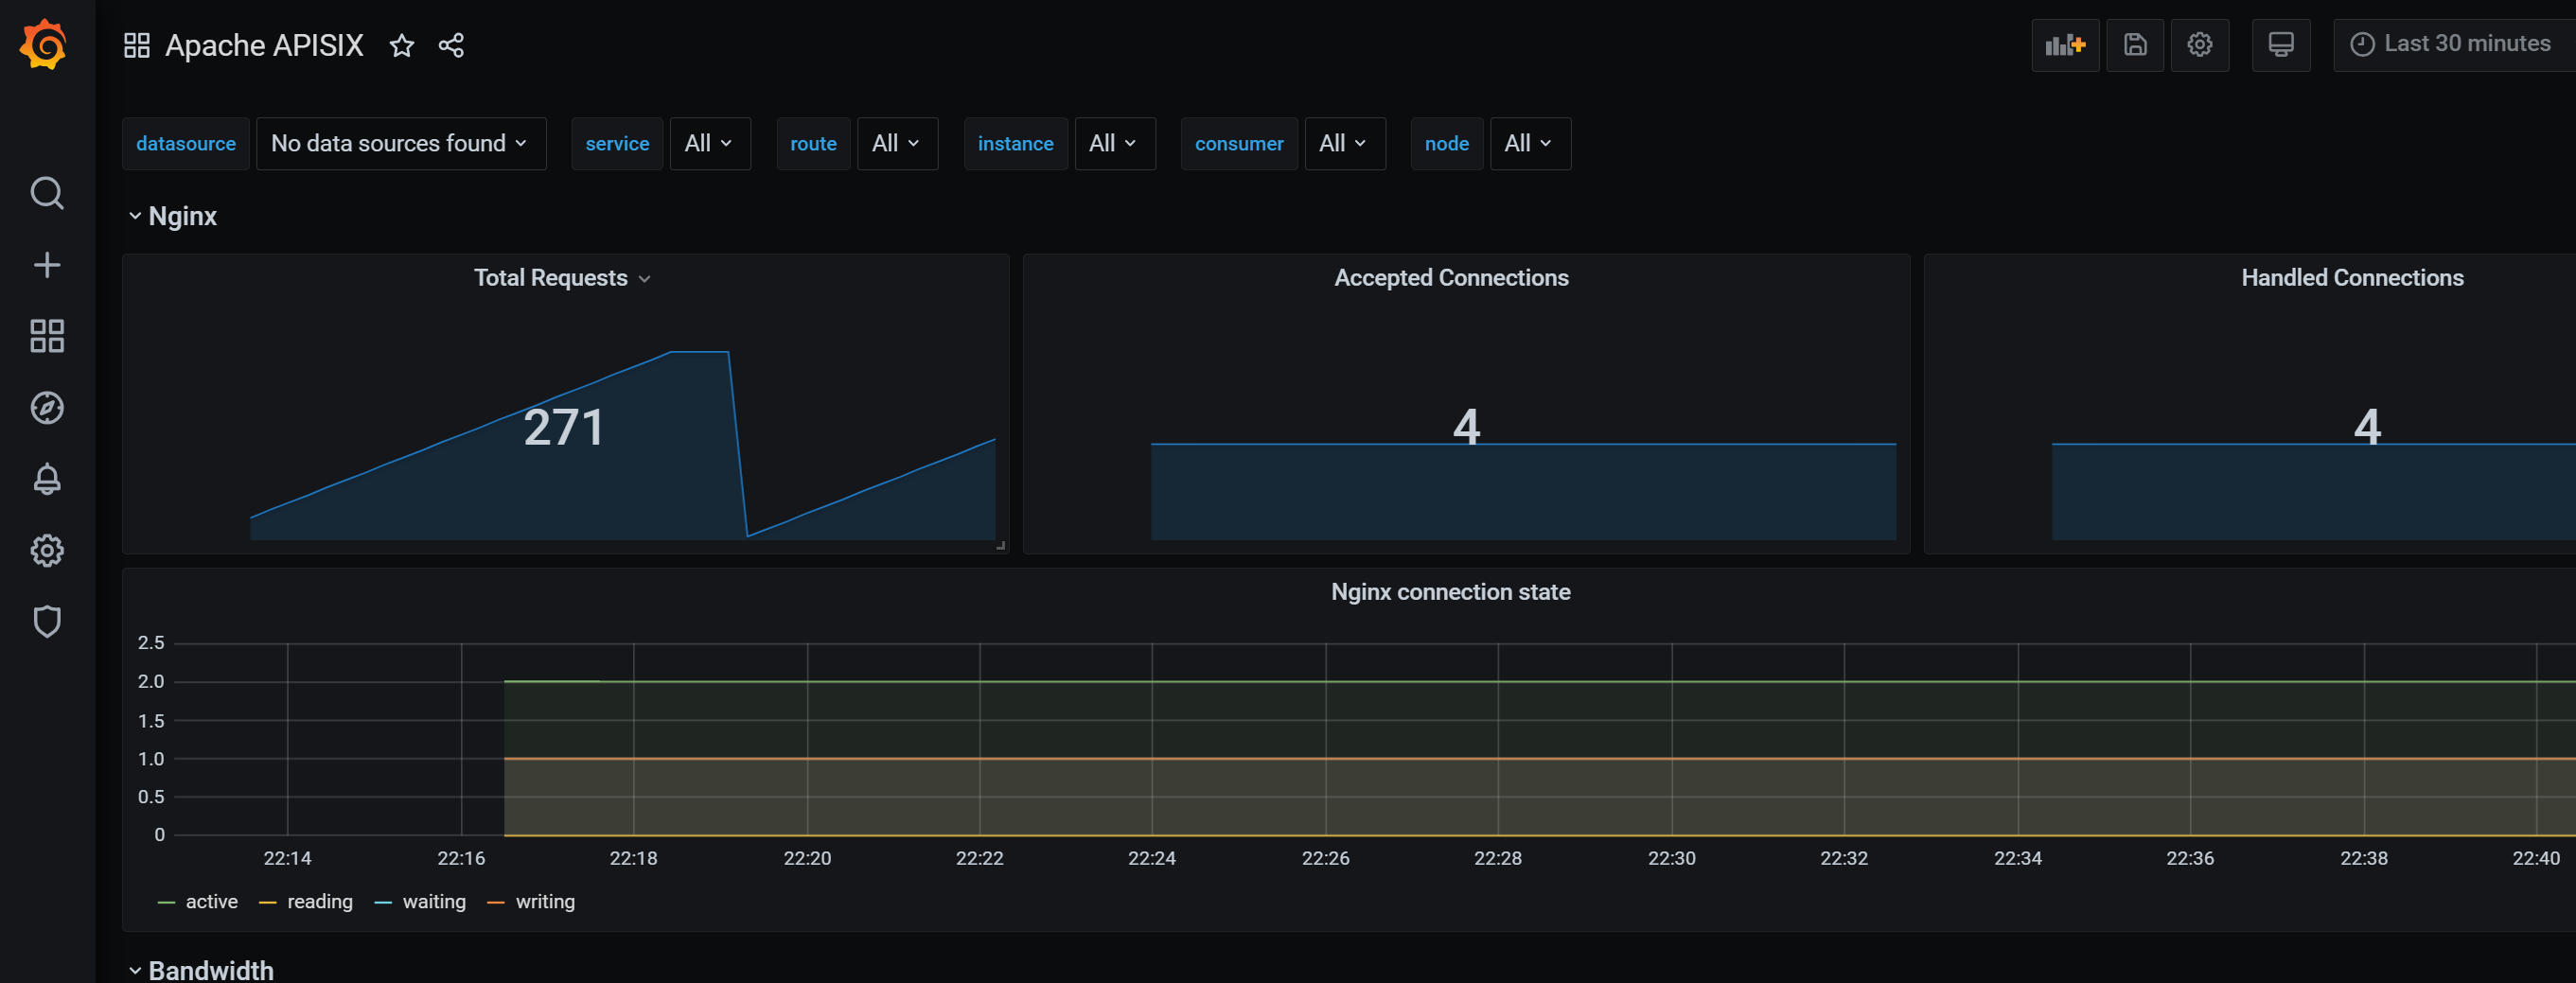 Apache APISIX
Last 30 minutes
datasource No data sources found service All route All instance All consumer All node All
Nginx
Total Requests
271
Accepted Connections
4
Handled Connections
4
Nginx connection state
2.5
2.0
1.5
1.0
0.5
0
22:14 22:16 22:18 22:20 22:22 22:24 22:26 22:28 22:30 22:32 22:34 22:36 22:38 22:40
active reading waiting writing
Bandwidth